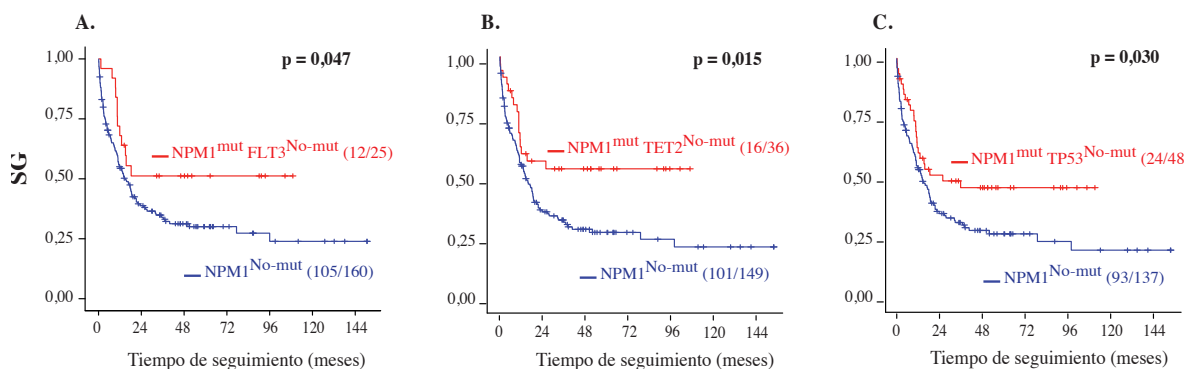 A.
p = 0,047
SG
1,00
0,75
0,50
0,25
0,00
NPM1mut FLT3No-mut (12/25)
NPM1No-mut (105/160)
0 24 48 72 96 120 144
Tiempo de seguimiento (meses)
B.
p = 0,015
1,00
0,75
0,50
0,25
0,00
NPM1mut TET2No-mut (16/36)
NPM1No-mut (101/149)
0 24 48 72 96 120 144
Tiempo de seguimiento (meses)
C.
p = 0,030
1,00
0,75
0,50
0,25
0,00
NPM1mut TP53No-mut (24/48
NPM1No-mut (93/137)
0 24 48 72 96 120 144
Tiempo de seguimiento (meses)